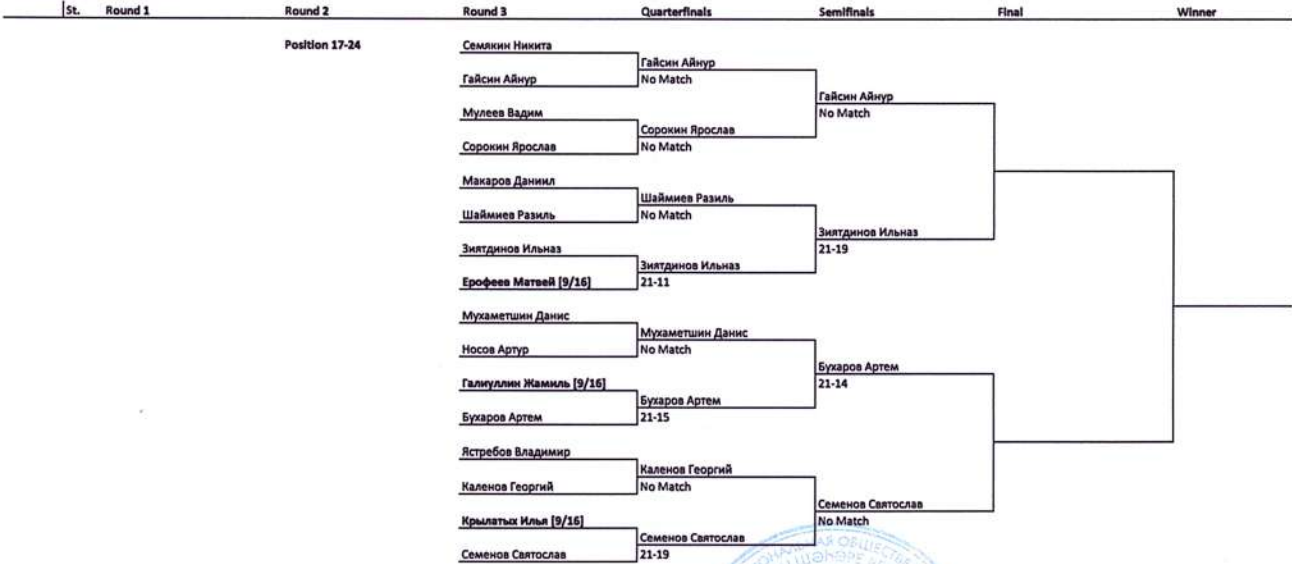 St. Round 1 Round 2 Round 3 Quarterfinals Semifinals Final Winner
Position 17-24
Семякин Никита
Гайсин Айнур
No Match
Гайсин Айнур
Гайсин Айнур
No Match
Мулеев Вадим
Сорокин Ярослав
No Match
Сорокин Ярослав
Макаров Даниил
Шаймиев Разиль
No Match
Шаймиев Разиль
Зиятдинов Ильназ
21-19
Зиятдинов Ильназ
Зиятдинов Ильназ
21-11
Ерофеев Матвей [9/16]
Мухаметшин Данис
Мухаметшин Данис
No Match
Носов Артур
Бухаров Артем
21-14
Галиуллин Жамиль [9/16]
Бухаров Артем
21-15
Бухаров Артем
Ястребов Владимир
Каленов Георгий
No Match
Каленов Георгий
Семенов Святослав
No Match
Крылатых Илья [9/16]
Семенов Святослав
21-19
Семенов Святослав